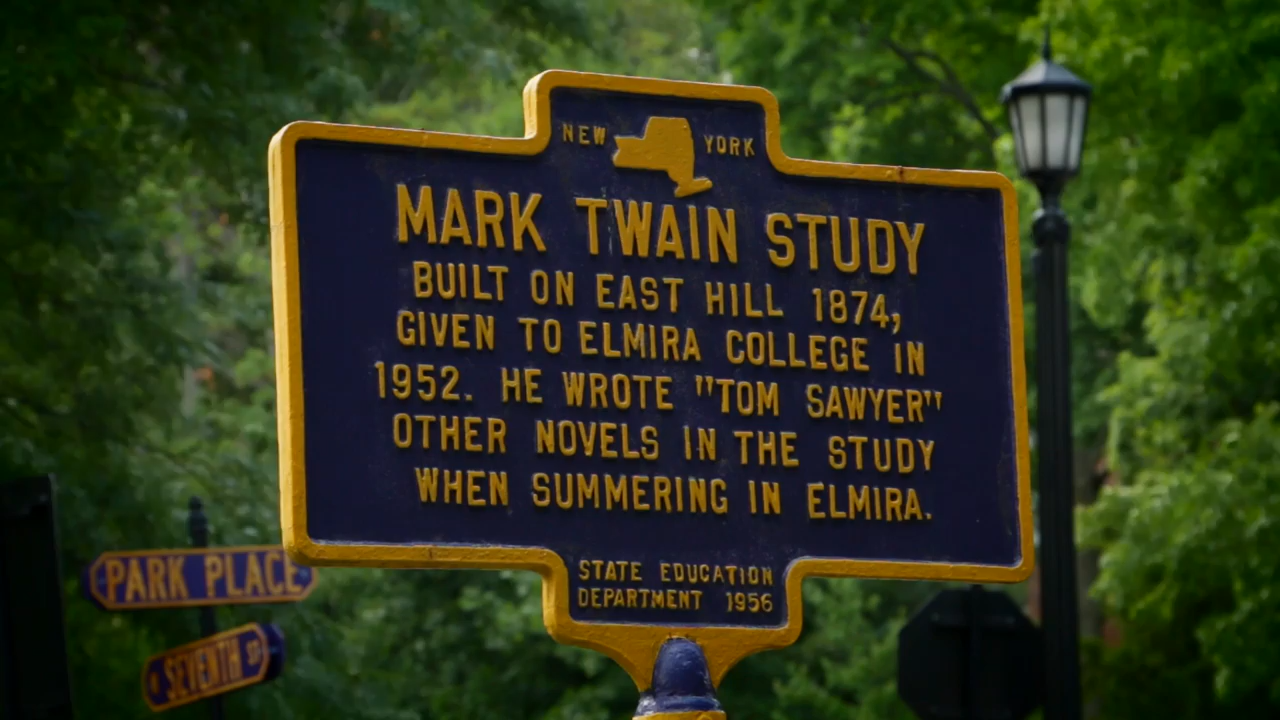 NEW YORK
MARK TWAIN STUDY
BUILT ON EAST HILL 1874,
GIVEN TO ELMIRA COLLEGE IN
1952. HE WROTE "TOM SAWYER"
OTHER NOVELS IN THE STUDY
WHEN SUMMERING IN ELMIRA.
STATE EDUCATION
DEPARTMENT 1956
PARK PLACE
SEVENTH ST